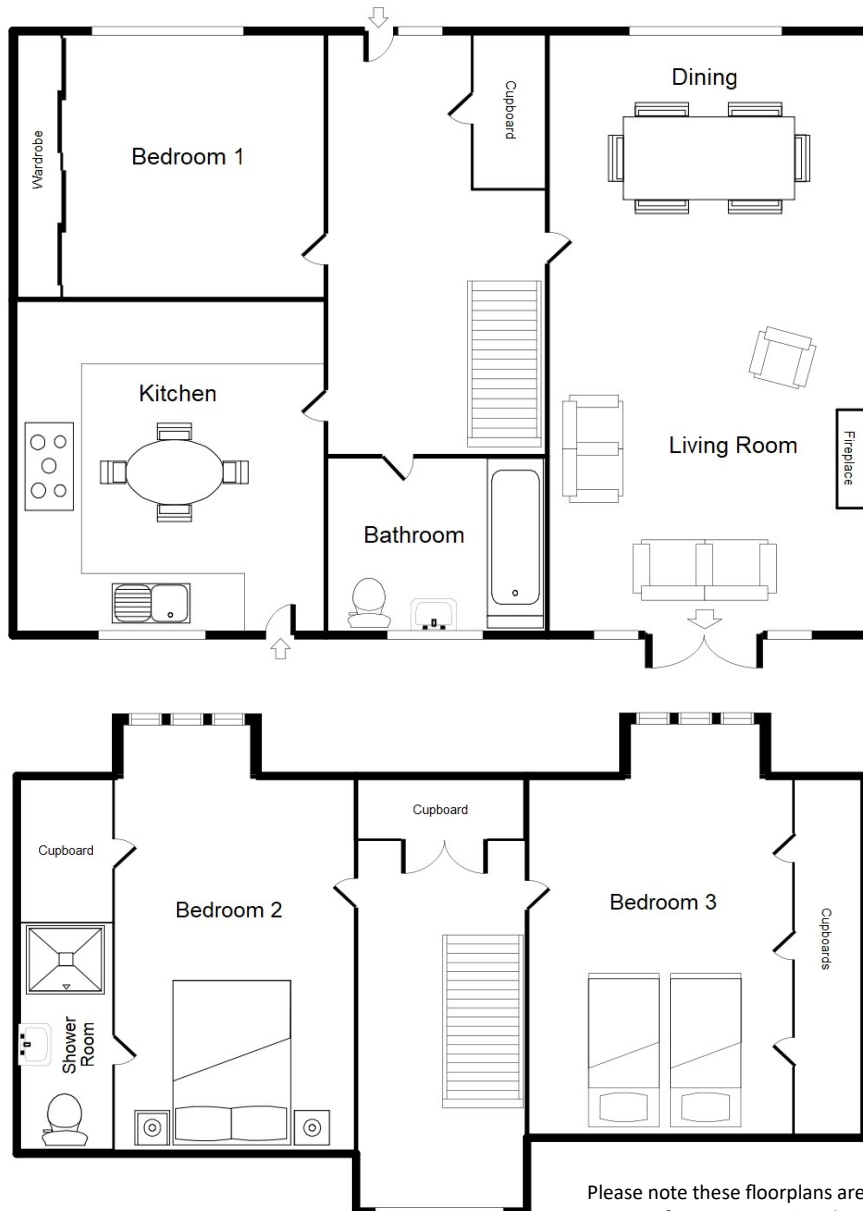 Dining
Cupboard
Wardrobe
Bedroom 1
Kitchen
Living Room
Fireplace
Bathroom
Cupboard
Cupboard
Bedroom 2
Bedroom 3
Cupboards
Shower
Room
Please note these floorplans are